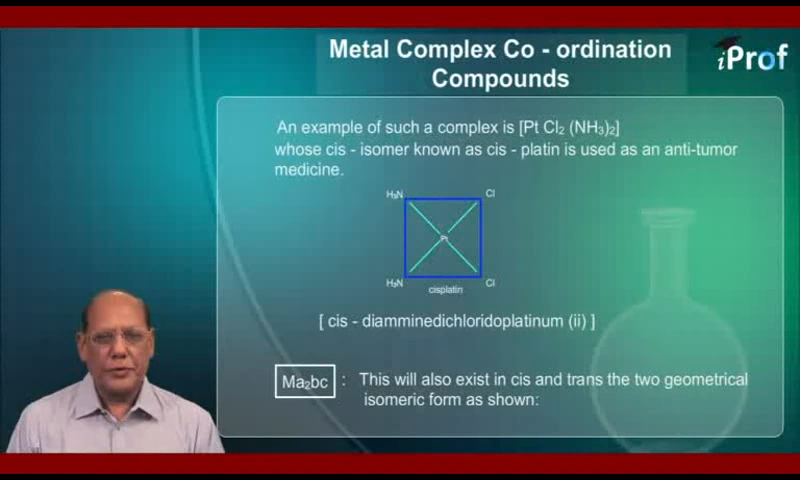 Metal Complex Co - ordination
Compounds
iProf
An example of such a complex is [Pt Cl₂ (NH₃)₂]
whose cis - isomer known as cis - platin is used as an anti-tumor
medicine.
H₃N Cl
Pt
H₃N Cl
cisplatin
[ cis - diamminedichloridoplatinum (ii) ]
Ma₂bc : This will also exist in cis and trans the two geometrical
isomeric form as shown: